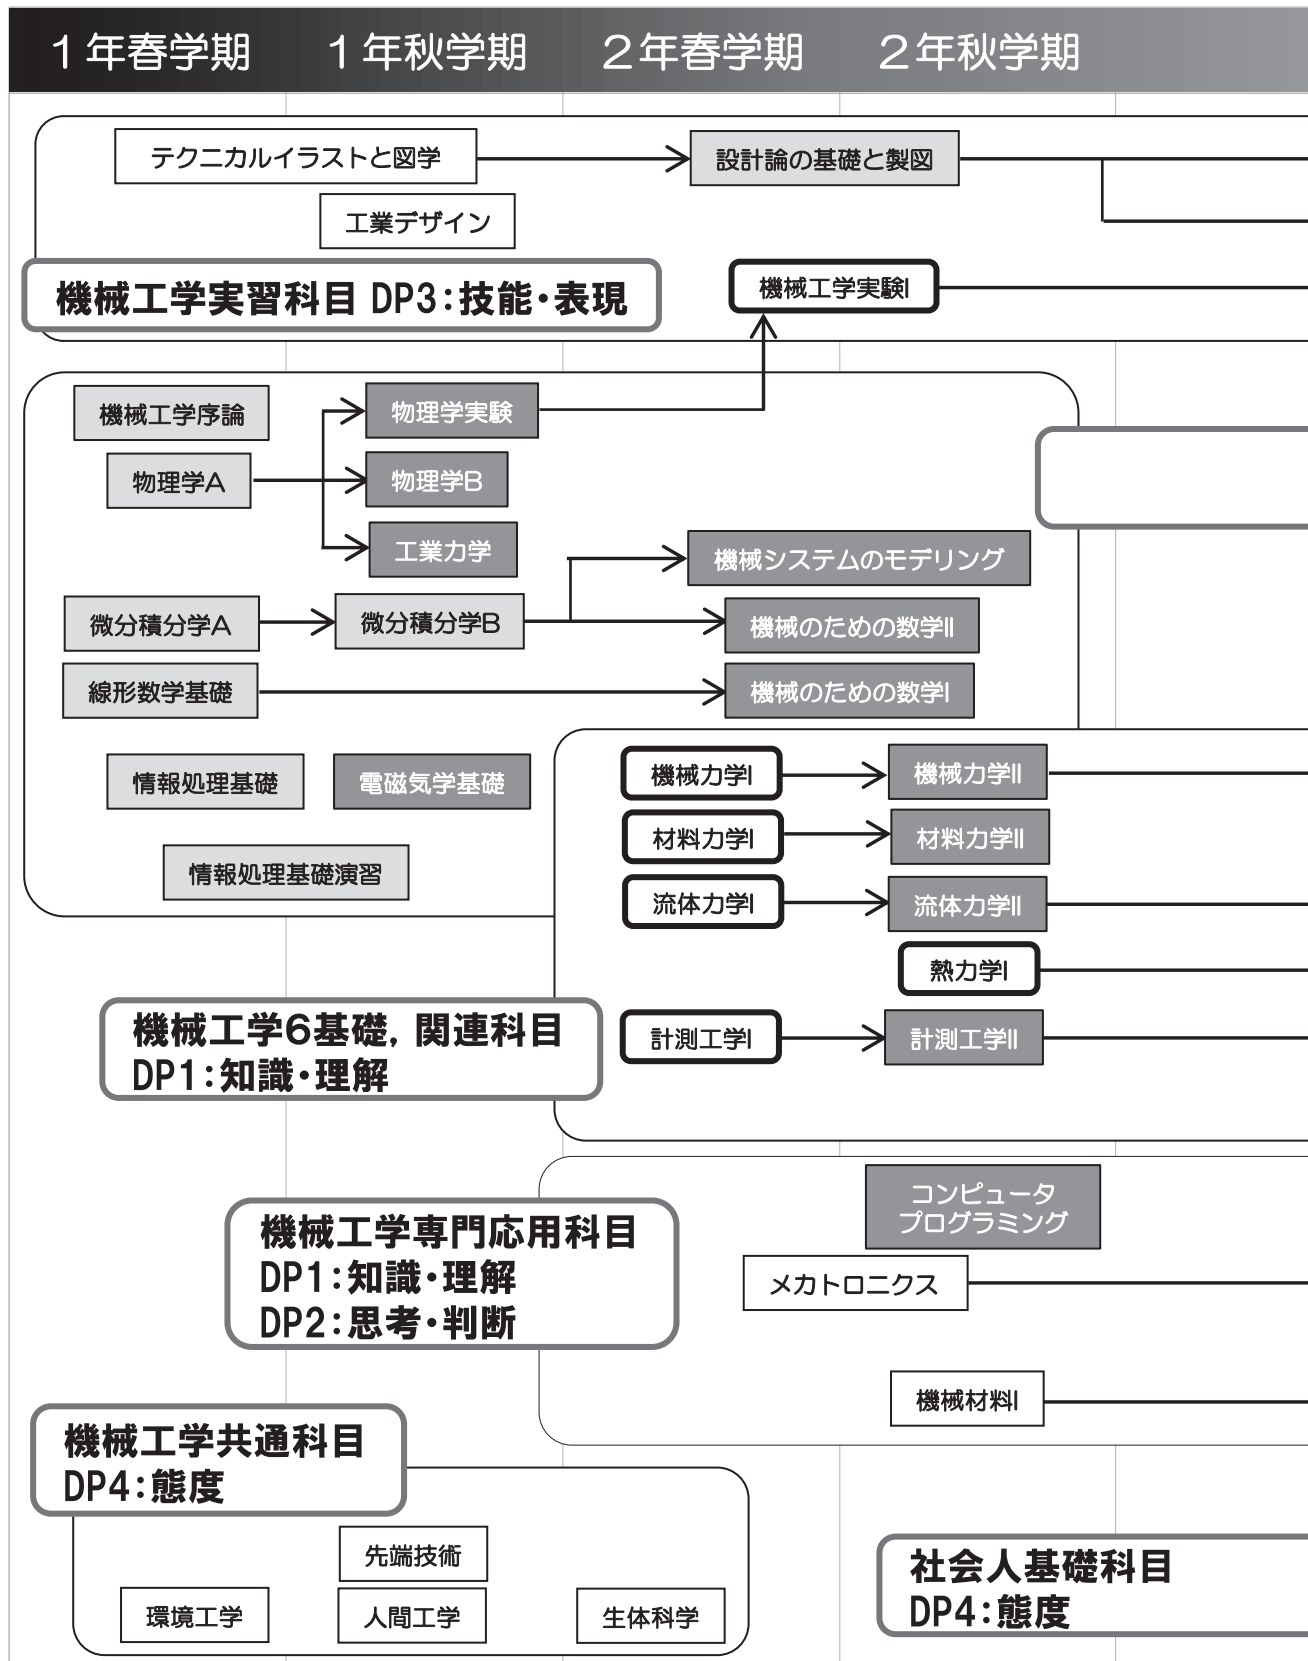 1年春学期
1年秋学期
2年春学期
2年秋学期
テクニカルイラストと図学
設計論の基礎と製図
工業デザイン
機械工学実習科目 DP3:技能・表現
機械工学実験I
機械工学序論
物理学実験
物理学A
物理学B
工業力学
機械システムのモデリング
微分積分学A
微分積分学B
機械のための数学II
線形数学基礎
機械のための数学I
情報処理基礎
電磁気学基礎
機械力学I
機械力学II
材料力学I
材料力学II
情報処理基礎演習
流体力学I
流体力学II
熱力学I
機械工学6基礎，関連科目
DP1:知識・理解
計測工学I
計測工学II
コンピュータ
プログラミング
機械工学専門応用科目
DP1:知識・理解
DP2:思考・判断
メカトロニクス
機械材料I
機械工学共通科目
DP4:態度
先端技術
環境工学
人間工学
生体科学
社会人基礎科目
DP4:態度